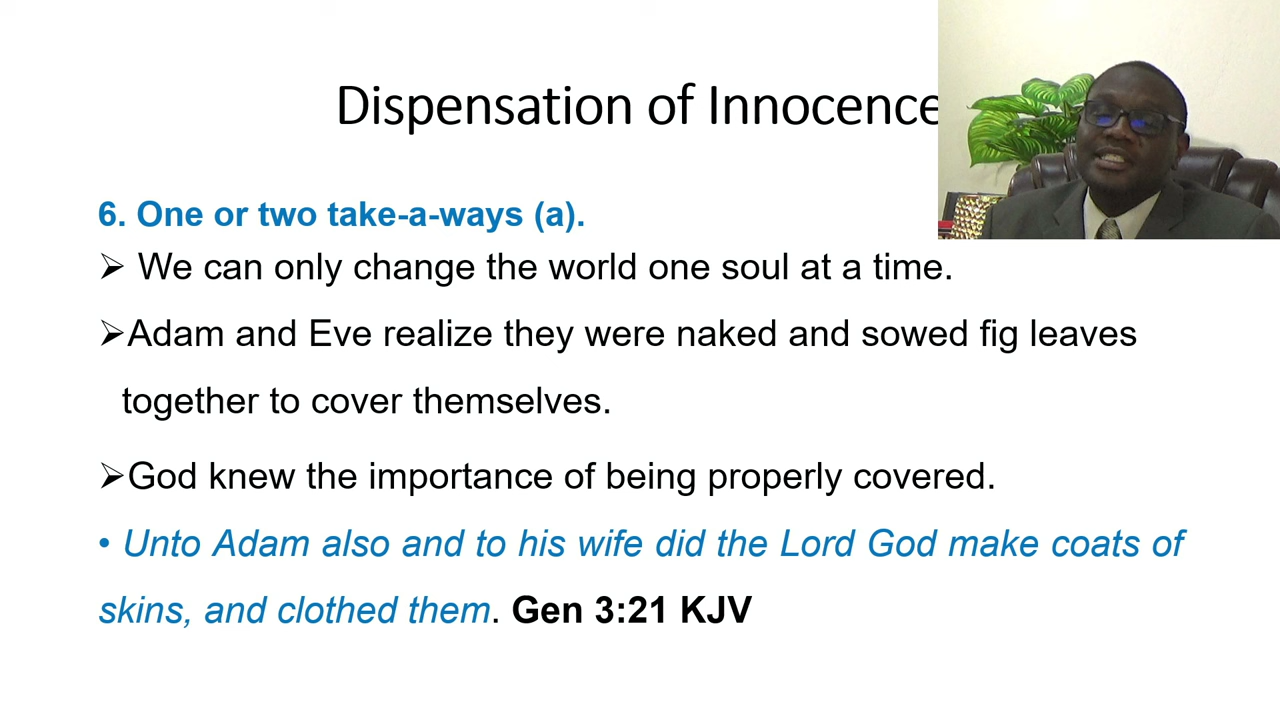 Dispensation of Innocence
6. One or two take-a-ways (a).
➢ We can only change the world one soul at a time.
➢Adam and Eve realize they were naked and sowed fig leaves
together to cover themselves.
➢God knew the importance of being properly covered.
• Unto Adam also and to his wife did the Lord God make coats of
skins, and clothed them. Gen 3:21 KJV